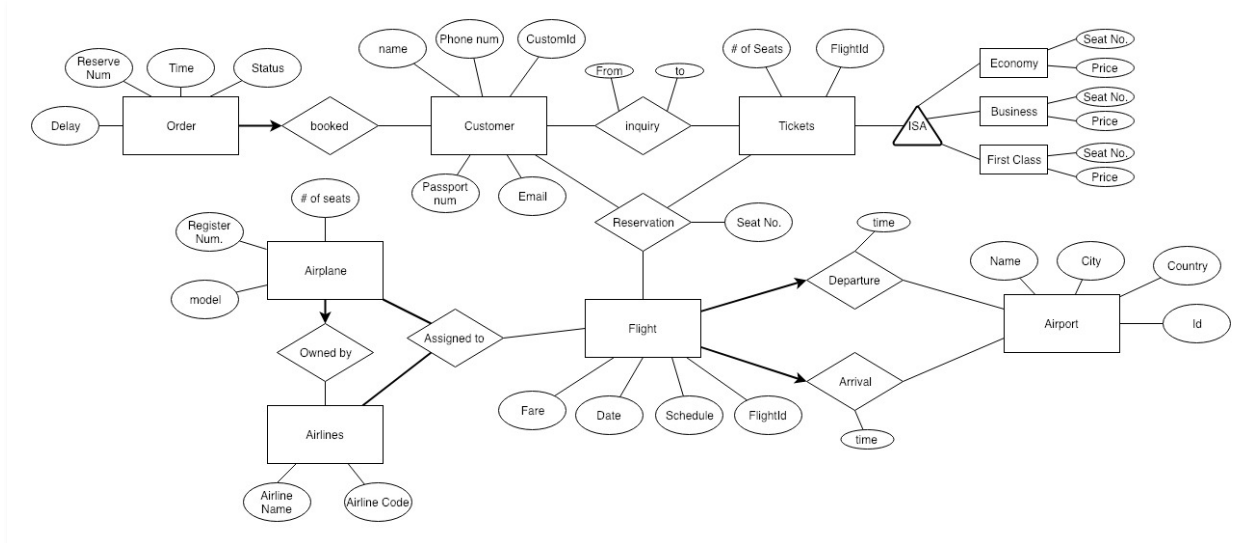 name
Phone num
CustomId
# of Seats
FlightId
Seat No.
Reserve
Num
Time
Status
From
to
Economy
Price
Delay
Order
booked
Customer
inquiry
Tickets
ISA
Business
Seat No.
Price
First Class
Seat No.
Price
Passport
num
Email
# of seats
Register
Num.
Reservation
Seat No.
time
Airplane
Departure
Name
City
Country
model
Assigned to
Flight
Airport
Id
Owned by
Arrival
Fare
Date
Schedule
FlightId
time
Airlines
Airline
Name
Airline Code